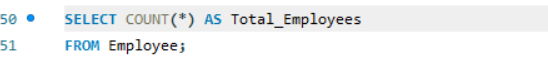 50 SELECT COUNT(*) AS Total_Employees
51 FROM Employee;